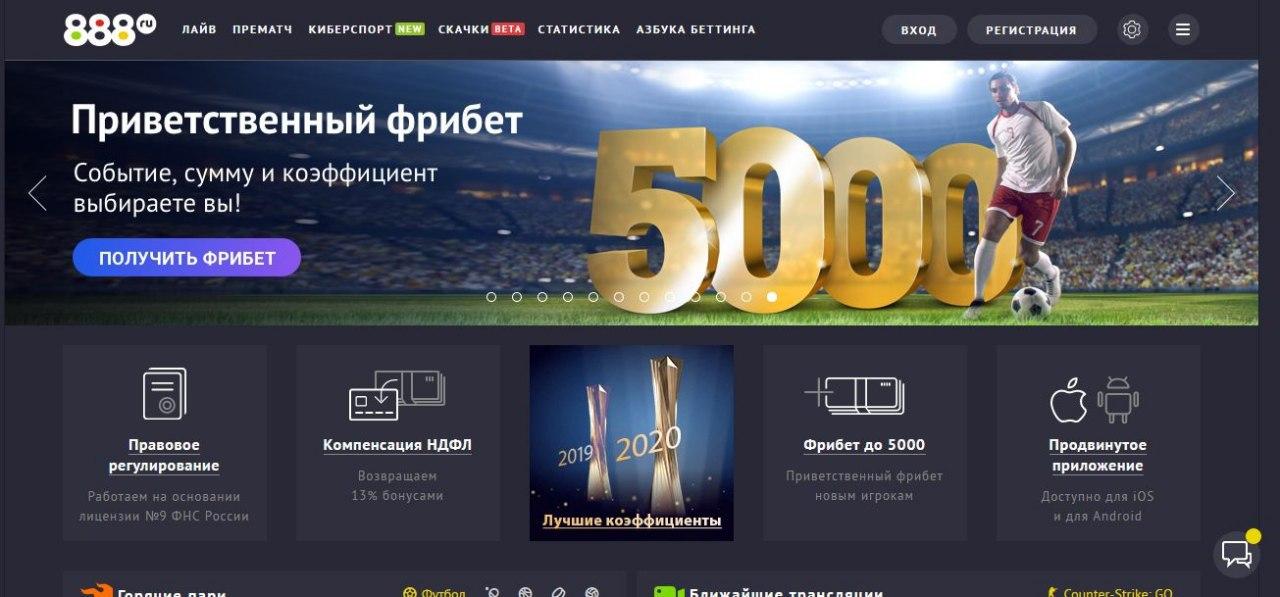 888 ru
ЛАЙВ ПРЕМАТЧ КИБЕРСПОРТ NEW СКАЧКИ BETA СТАТИСТИКА АЗБУКА БЕТТИНГА ВХОД РЕГИСТРАЦИЯ
Приветственный фрибет
Событие, сумму и коэффициент
выбираете вы!
ПОЛУЧИТЬ ФРИБЕТ
5000
7
Правовое
регулирование
Работаем на основании
лицензии №9 ФНС России
Компенсация НДФЛ
Возвращаем
13% бонусами
2019 2020
Лучшие коэффициенты
Фрибет до 5000
Приветственный фрибет
новым игрокам
Продвинутое
приложение
Доступно для iOS
и для Android
Горячие пари Футбол
Ближайшие трансляции Counter-Strike: GO